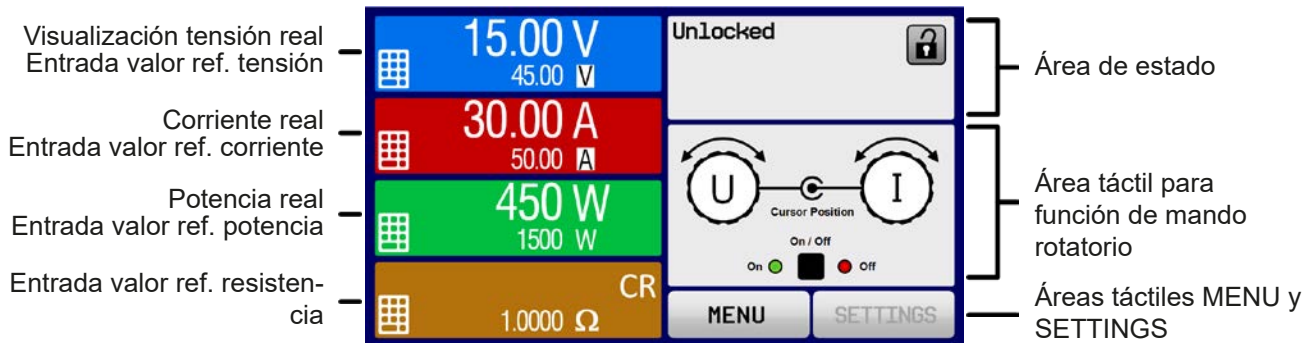 Visualización tensión real
Entrada valor ref. tensión
Corriente real
Entrada valor ref. corriente
Potencia real
Entrada valor ref. potencia
Entrada valor ref. resisten-
cia
15.00 V
45.00 V
30.00 A
50.00 A
450 W
1500 W
CR
1.0000 Ω
Unlocked
U
I
Cursor Position
On / Off
On
Off
MENU
SETTINGS
Área de estado
Área táctil para
función de mando
rotatorio
Áreas táctiles MENU y
SETTINGS